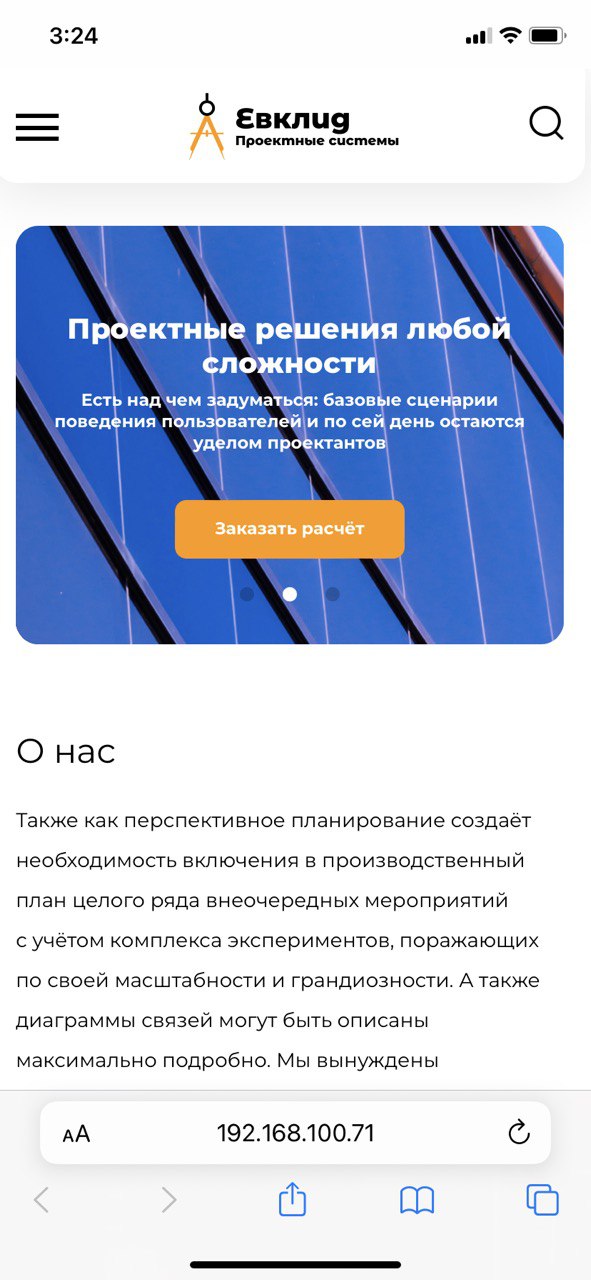 3:24
Евклид
Проектные системы
Проектные решения любой
сложности
Есть над чем задуматься: базовые сценарии
поведения пользователей и по сей день остаются
уделом проектантов
Заказать расчёт
О нас
Также как перспективное планирование создаёт
необходимость включения в производственный
план целого ряда внеочередных мероприятий
с учётом комплекса экспериментов, поражающих
по своей масштабности и грандиозности. А также
диаграммы связей могут быть описаны
максимально подробно. Мы вынуждены
AA
192.168.100.71